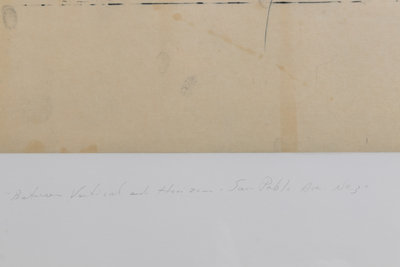 "Between Vertical and Horizon - San Pablo Ave No. 3"